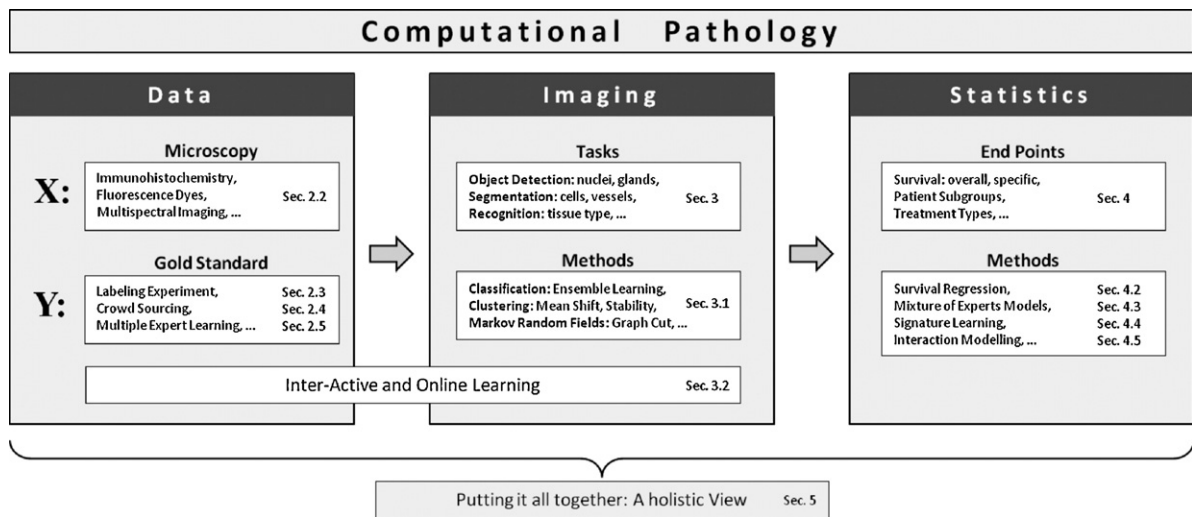 Computational Pathology
Data
X:
Microscopy
Immunohistochemistry,
Fluorescence Dyes, Sec. 2.2
Multispectral Imaging, ...
Y:
Gold Standard
Labeling Experiment, Sec. 2.3
Crowd Sourcing, Sec. 2.4
Multiple Expert Learning, ... Sec. 2.5
Imaging
Tasks
Object Detection: nuclei, glands,
Segmentation: cells, vessels, Sec. 3
Recognition: tissue type, ...
Methods
Classification: Ensemble Learning,
Clustering: Mean Shift, Stability, Sec. 3.1
Markov Random Fields: Graph Cut, ...
Inter-Active and Online Learning Sec. 3.2
Statistics
End Points
Survival: overall, specific,
Patient Subgroups, Sec. 4
Treatment Types, ...
Methods
Survival Regression, Sec. 4.2
Mixture of Experts Models, Sec. 4.3
Signature Learning, Sec. 4.4
Interaction Modelling, ... Sec. 4.5
Putting it all together: A holistic View Sec. 5